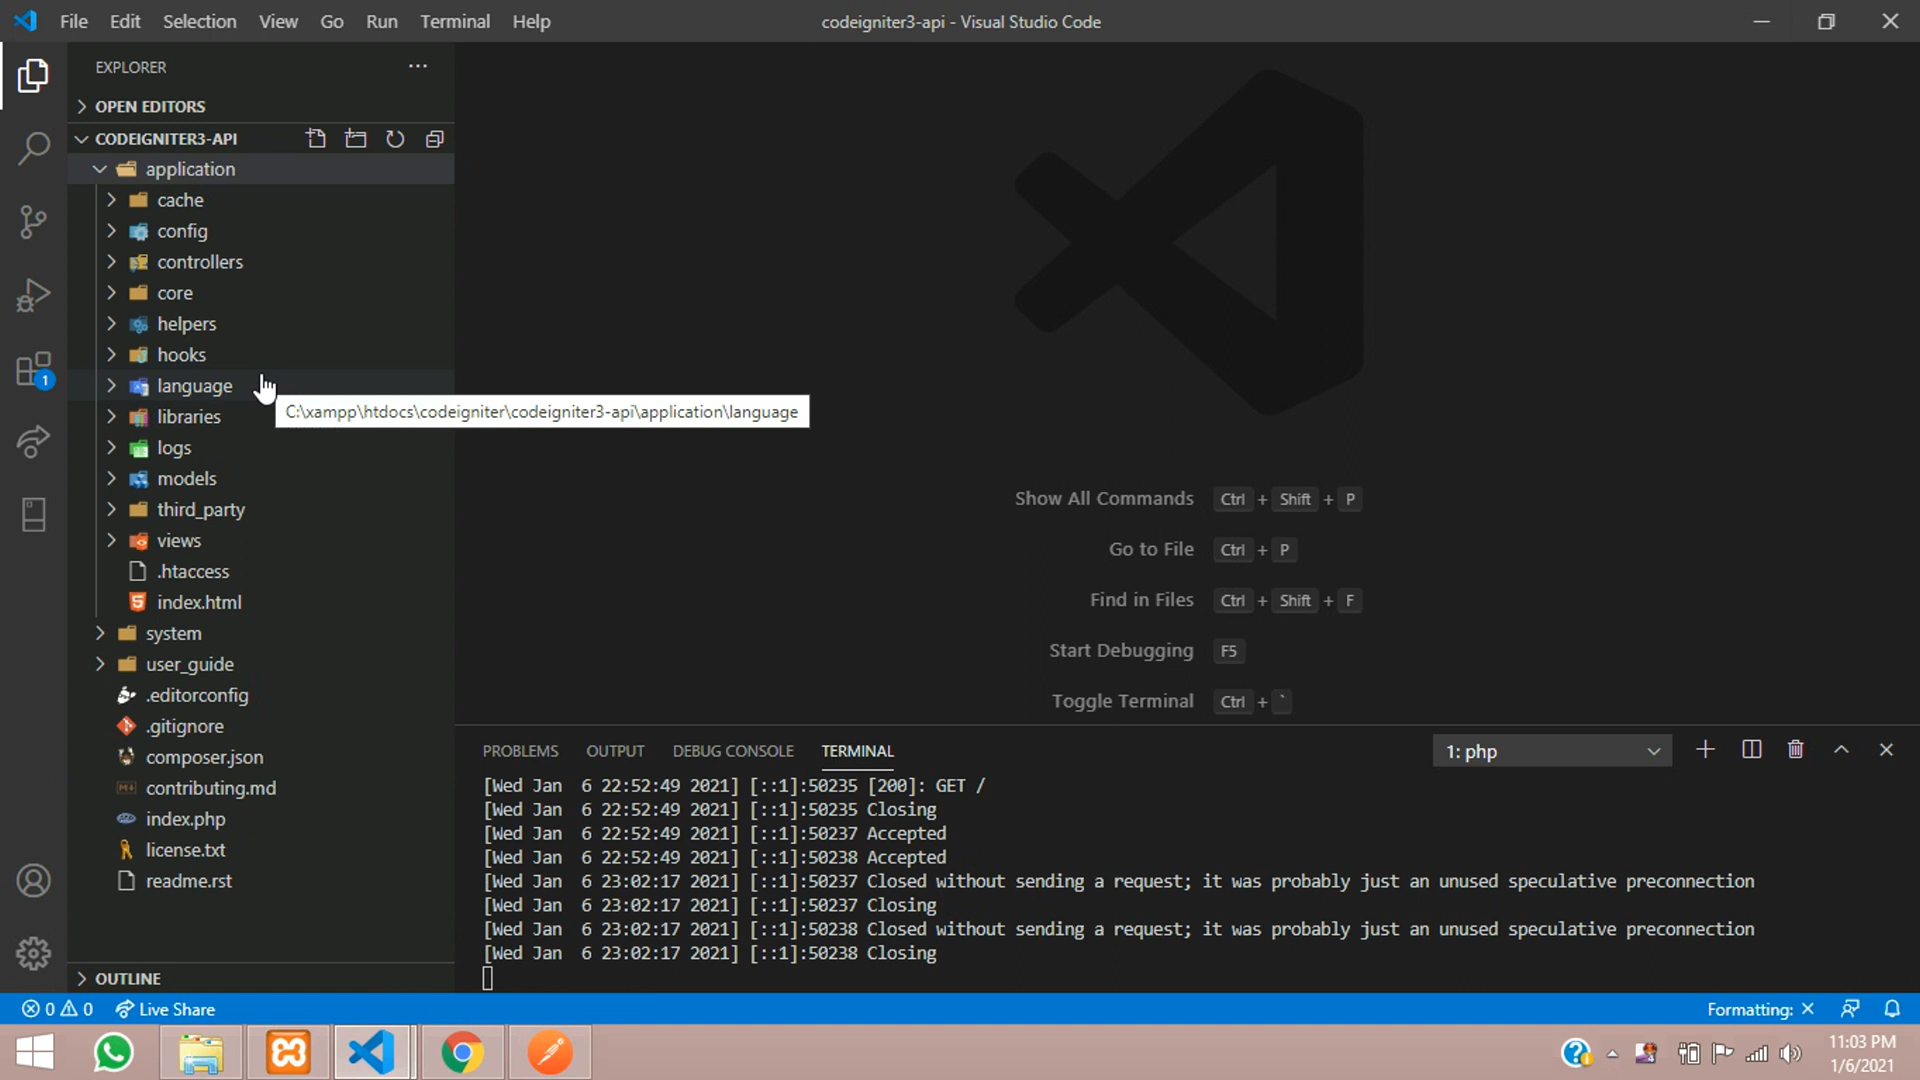 File Edit Selection View Go Run Terminal Help
codeigniter3-api - Visual Studio Code
EXPLORER
OPEN EDITORS
CODEIGNITER3-API
application
cache
config
controllers
core
helpers
hooks
language
C:\xampp\htdocs\codeigniter\codeigniter3-api\application\language
libraries
logs
models
third_party
views
.htaccess
index.html
system
user_guide
.editorconfig
.gitignore
composer.json
contributing.md
index.php
license.txt
readme.rst
OUTLINE
1
Show All Commands Ctrl + Shift + P
Go to File Ctrl + P
Find in Files Ctrl + Shift + F
Start Debugging F5
Toggle Terminal Ctrl + `
PROBLEMS OUTPUT DEBUG CONSOLE TERMINAL
1: php
[Wed Jan  6 22:52:49 2021] [::1]:50235 [200]: GET /
[Wed Jan  6 22:52:49 2021] [::1]:50235 Closing
[Wed Jan  6 22:52:49 2021] [::1]:50237 Accepted
[Wed Jan  6 22:52:49 2021] [::1]:50238 Accepted
[Wed Jan  6 23:02:17 2021] [::1]:50237 Closed without sending a request; it was probably just an unused speculative preconnection
[Wed Jan  6 23:02:17 2021] [::1]:50237 Closing
[Wed Jan  6 23:02:17 2021] [::1]:50238 Closed without sending a request; it was probably just an unused speculative preconnection
[Wed Jan  6 23:02:17 2021] [::1]:50238 Closing
0 0 Live Share
Formatting: ×
11:03 PM
1/6/2021